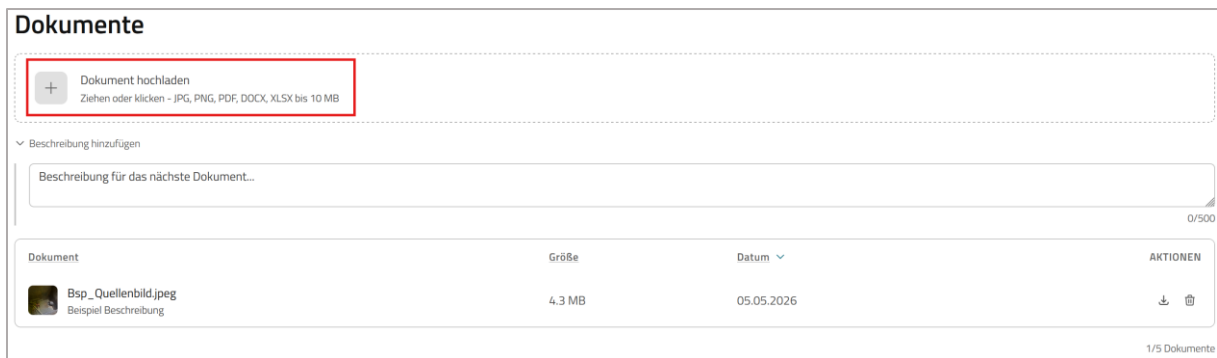 Dokumente
Dokument hochladen
Ziehen oder klicken - JPG, PNG, PDF, DOCX, XLSX bis 10 MB
Beschreibung hinzufügen
Beschreibung für das nächste Dokument...
0/500
Dokument Größe Datum AKTIONEN
Bsp_Quellenbild.jpeg
Beispiel Beschreibung
4.3 MB 05.05.2026
1/5 Dokumente